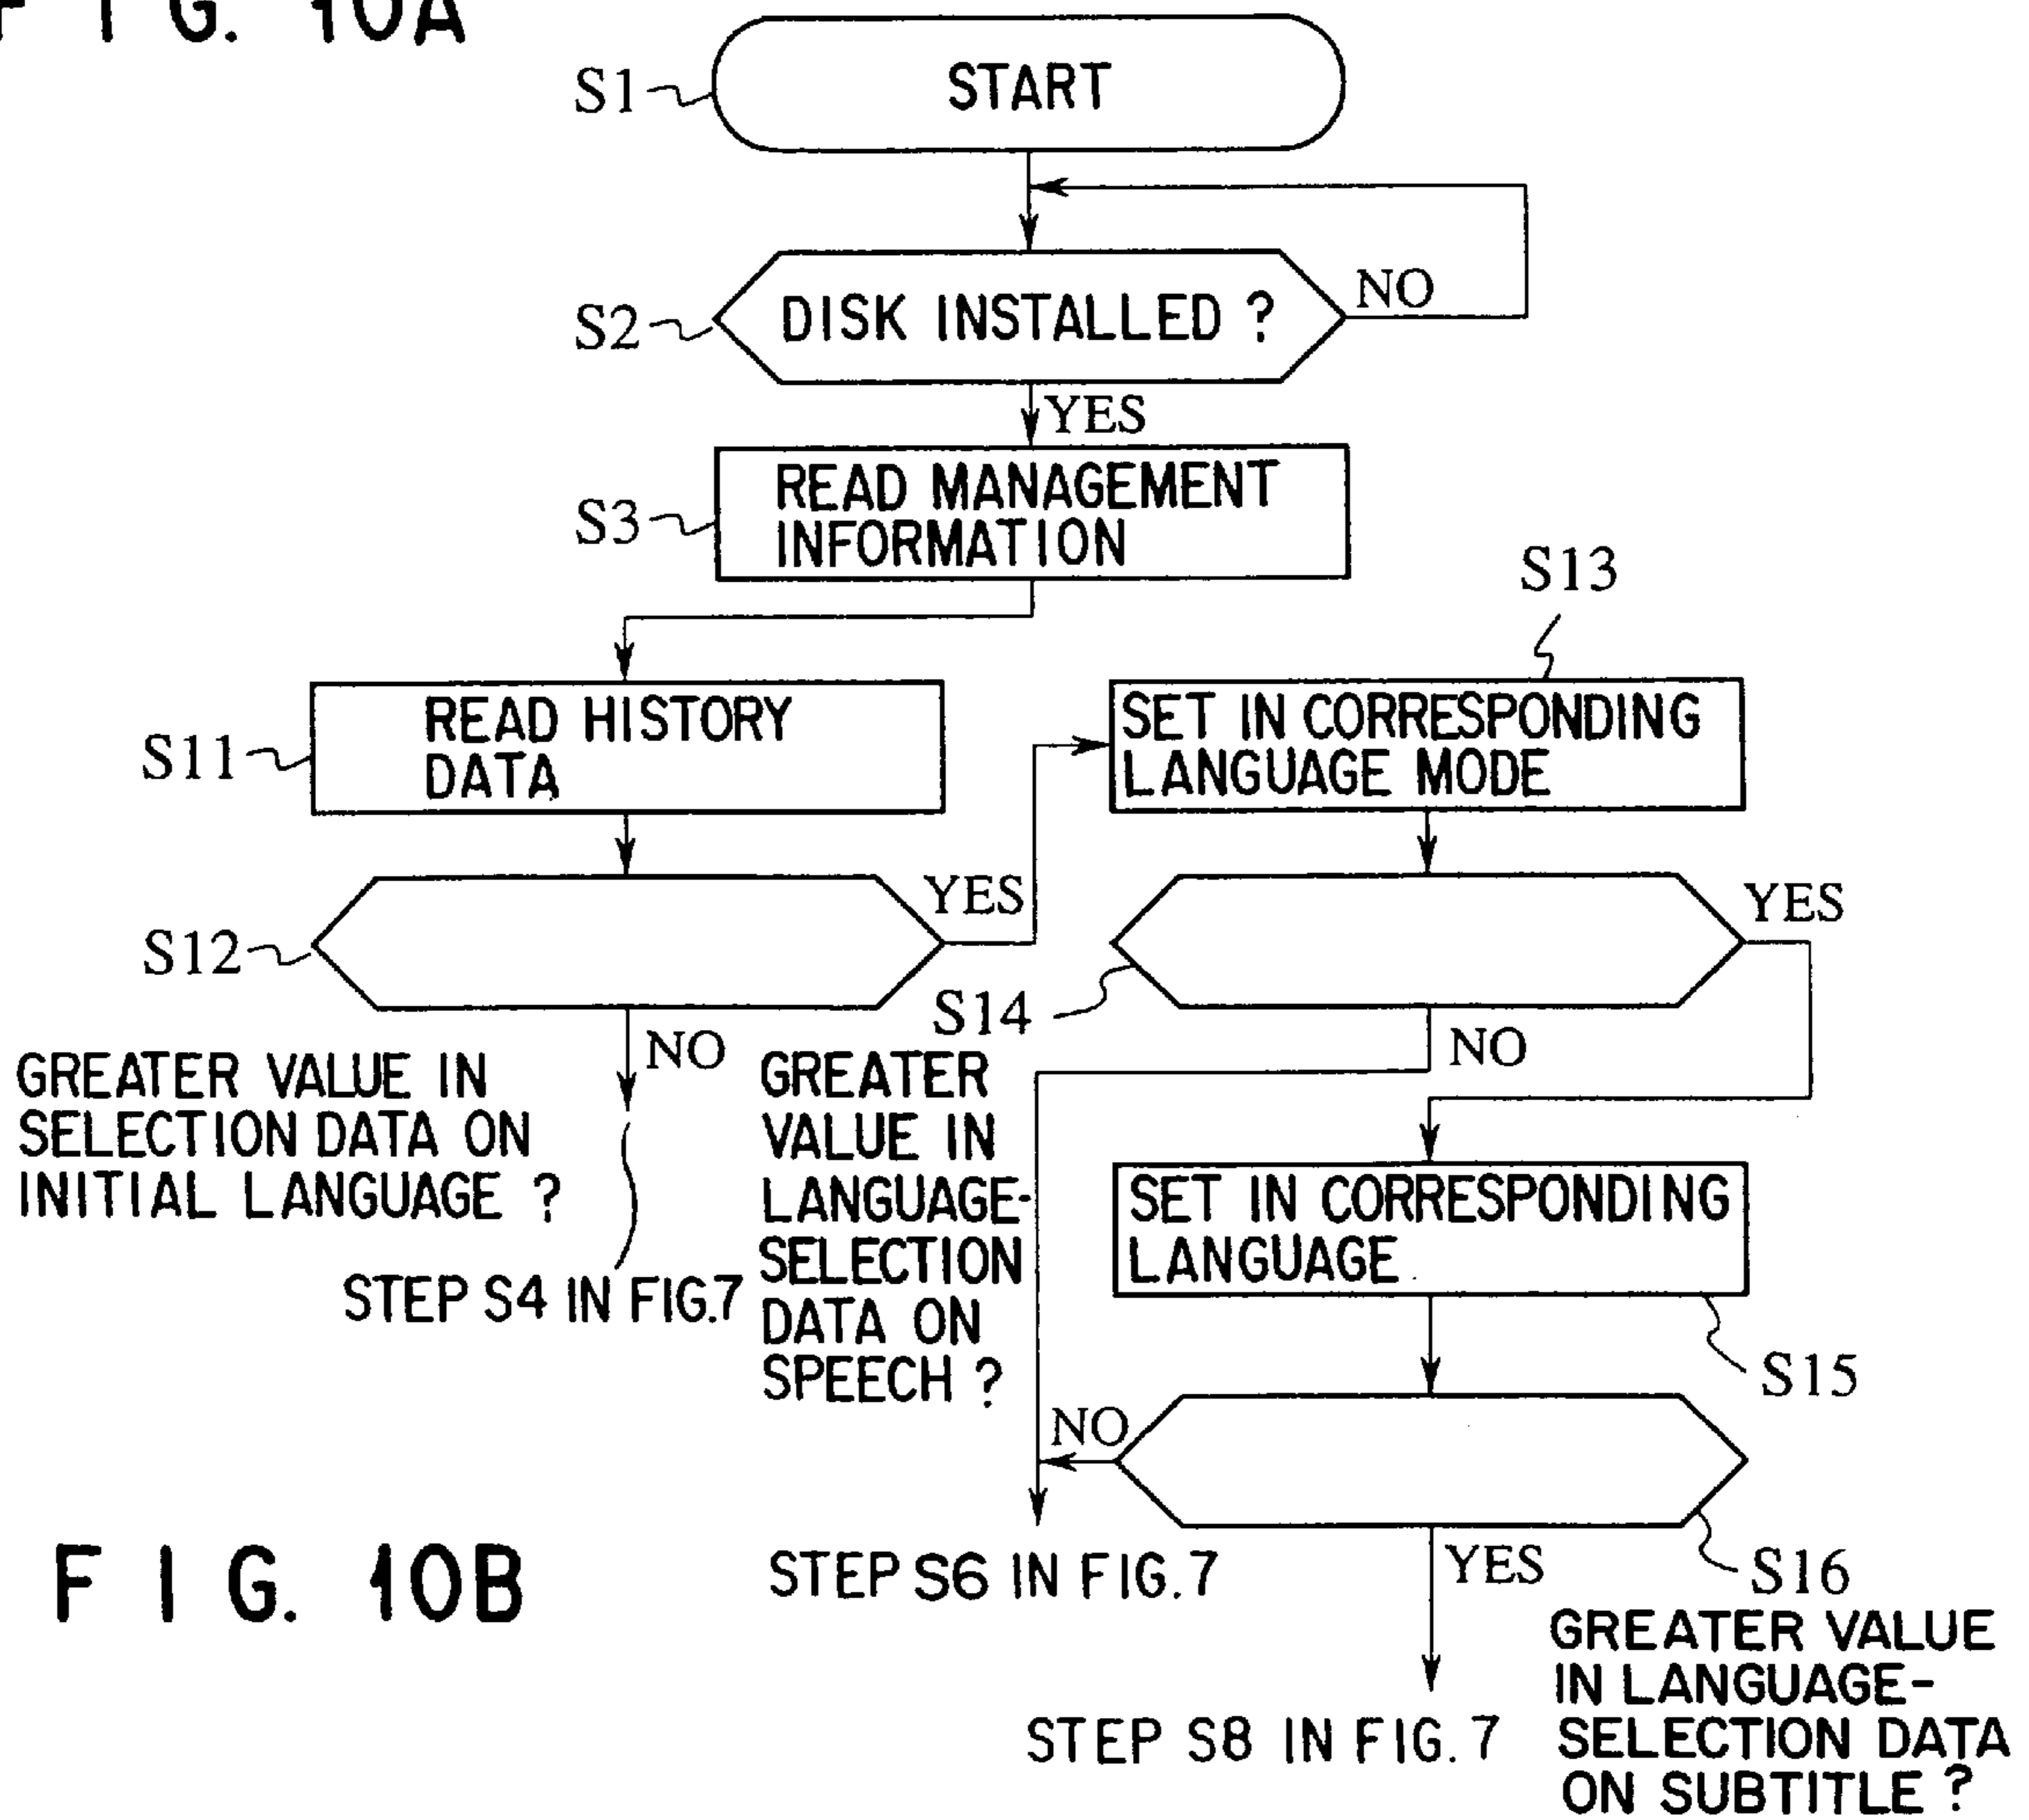 F I G. 10A
START
S1
DISK INSTALLED ?
NO
S2
YES
READ MANAGEMENT
INFORMATION
S3
S13
READ HISTORY
DATA
S11
SET IN CORRESPONDING
LANGUAGE MODE
YES
S12
YES
S14
NO
NO
GREATER VALUE IN
SELECTION DATA ON
INITIAL LANGUAGE ?
STEP S4 IN FIG.7
GREATER
VALUE IN
LANGUAGE-
SELECTION
DATA ON
SPEECH ?
SET IN CORRESPONDING
LANGUAGE
S15
NO
STEP S6 IN FIG.7
YES
S16
F I G. 10B
STEP S8 IN FIG.7
GREATER VALUE
IN LANGUAGE-
SELECTION DATA
ON SUBTITLE ?